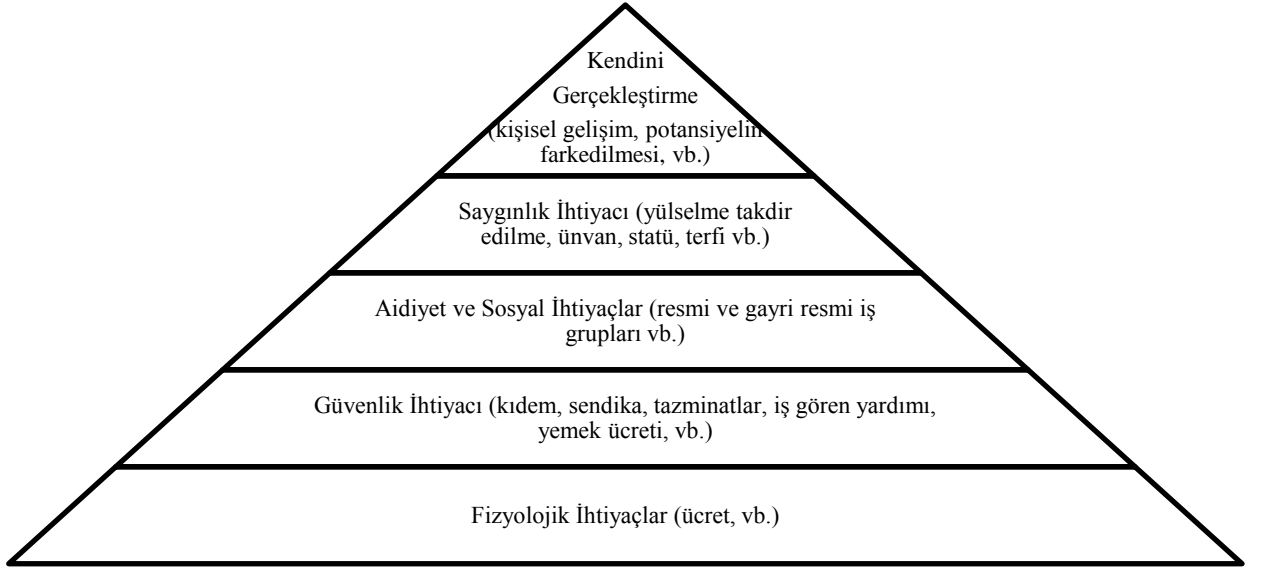 Kendini
Gerçekleştirme
(kişisel gelişim, potansiyelin
farkedilmesi, vb.)
Saygınlık İhtiyacı (yülselme takdir
edilme, ünvan, statü, terfi vb.)
Aidiyet ve Sosyal İhtiyaçlar (resmi ve gayri resmi iş
grupları vb.)
Güvenlik İhtiyacı (kıdem, sendika, tazminatlar, iş gören yardımı,
yemek ücreti, vb.)
Fizyolojik İhtiyaçlar (ücret, vb.)